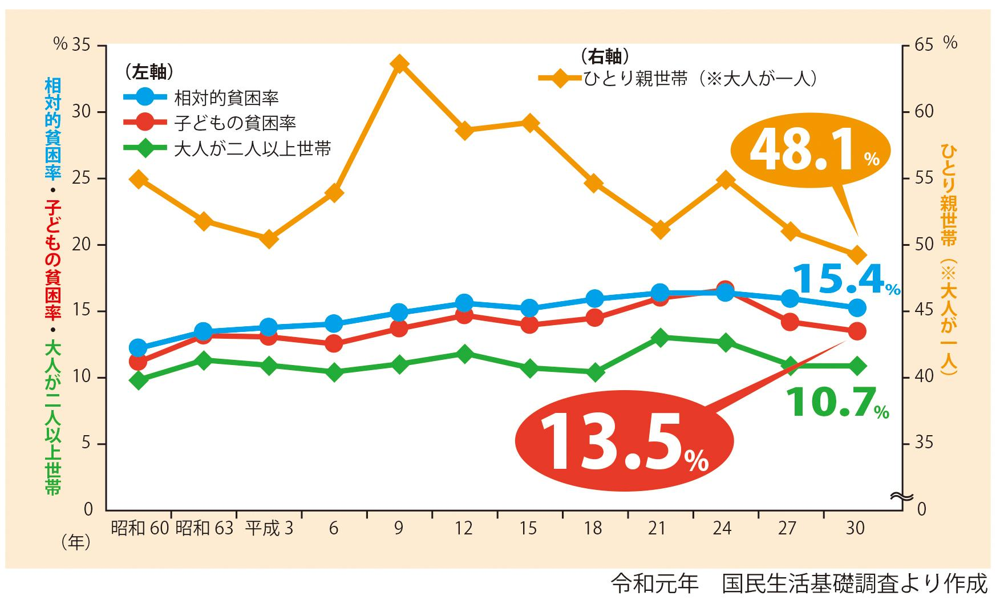 % 35
30
25
20
15
10
5
0
相対的貧困率・子どもの貧困率・大人が二人以上世帯
(左軸)
相対的貧困率
子どもの貧困率
大人が二人以上世帯
(右軸)
ひとり親世帯(※大人が一人)
48.1%
15.4%
13.5%
10.7%
65 %
60
55
50
45
40
35
0
ひとり親世帯(※大人が一人)
昭和 60 昭和 63 平成 3 6 9 12 15 18 21 24 27 30
(年)
令和元年　国民生活基礎調査より作成